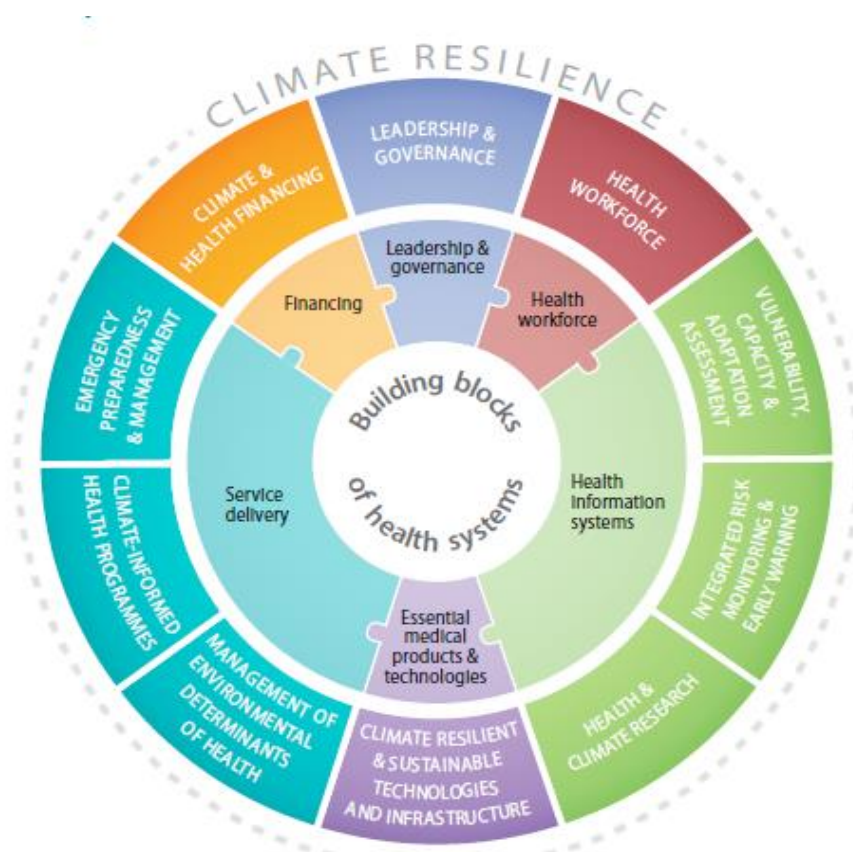 CLIMATE RESILIENCE
LEADERSHIP &
GOVERNANCE
HEALTH
WORKFORCE
VULNERABILITY,
CAPACITY &
ADAPTATION
ASSESSMENT
INTEGRATED RISK
MONITORING &
EARLY WARNING
HEALTH &
CLIMATE RESEARCH
CLIMATE RESILIENT
& SUSTAINABLE
TECHNOLOGIES
AND INFRASTRUCTURE
MANAGEMENT OF
ENVIRONMENTAL
DETERMINANTS
OF HEALTH
CLIMATE-INFORMED
HEALTH PROGRAMMES
EMERGENCY
PREPAREDNESS
& MANAGEMENT
CLIMATE &
HEALTH FINANCING
Leadership &
governance
Health
workforce
Health
information
systems
Essential
medical
products &
technologies
Service
delivery
Financing
Building blocks
of health systems